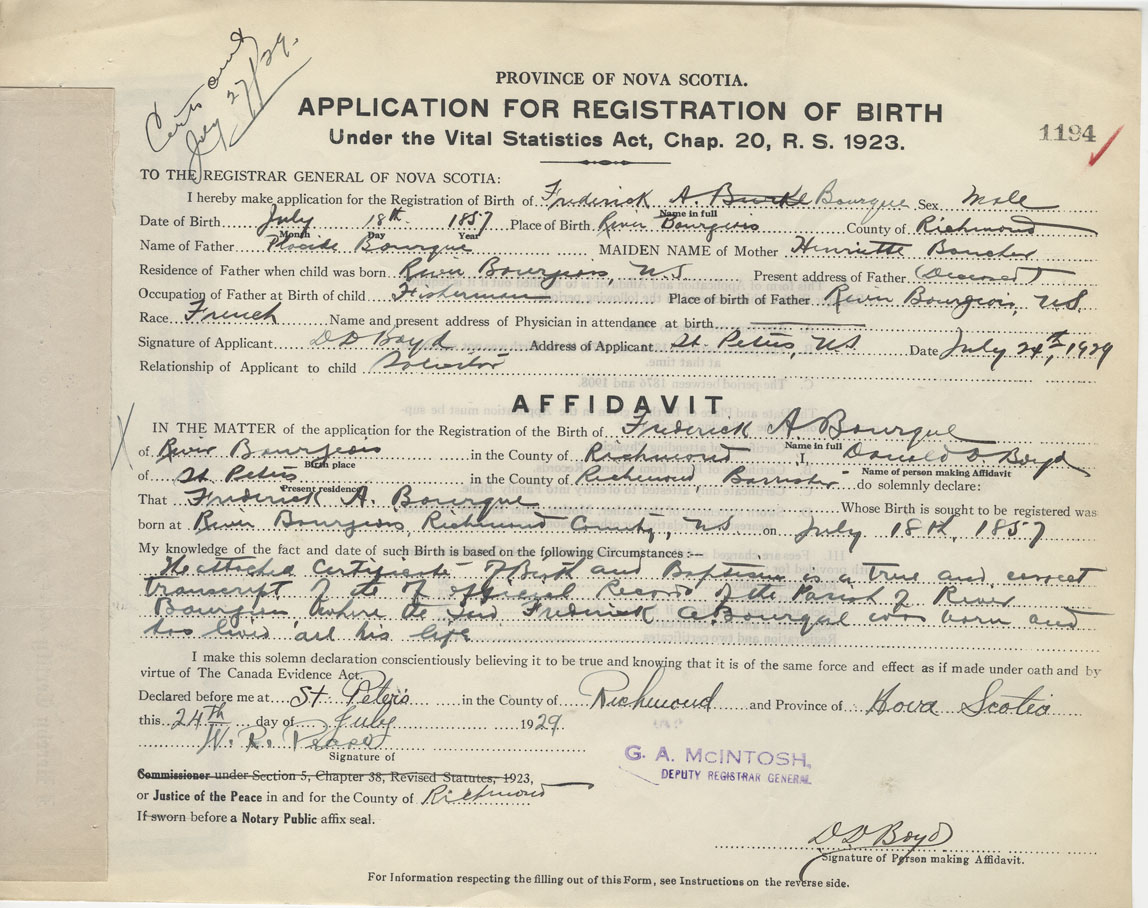 Certs sent
July 27/29.
PROVINCE OF NOVA SCOTIA.
APPLICATION FOR REGISTRATION OF BIRTH
Under the Vital Statistics Act, Chap. 20, R. S. 1923.
1194
TO THE REGISTRAR GENERAL OF NOVA SCOTIA:
I hereby make application for the Registration of Birth of Frederick A. Burke Bourque Sex Male
Name in full
Date of Birth July 18th 1857 Place of Birth River Bourgeois County of Richmond
Month Day Year
Name of Father Placide Bourque MAIDEN NAME of Mother Henriette Boucher
Residence of Father when child was born River Bourgeois, N.S Present address of Father (Deceased)
Occupation of Father at Birth of child Fisherman Place of birth of Father River Bourgeois, N.S.
Race French Name and present address of Physician in attendance at birth
Signature of Applicant D D Boyd Address of Applicant St. Peters, N.S Date July 24th, 1929
Relationship of Applicant to child Solicitor
AFFIDAVIT
IN THE MATTER of the application for the Registration of the Birth of Frederick A. Bourque
Name in full
of River Bourgeois in the County of Richmond I, Donald D Boyd
Birth place Name of person making Affidavit
of St Peters in the County of Richmond, Barrister do solemnly declare:
Present residence
That Frederick A. Bourque Whose Birth is sought to be registered was
born at River Bourgeois, Richmond County, N.S on July 18th, 1857
My knowledge of the fact and date of such Birth is based on the following Circumstances :—
The attached Certificate of Birth and Baptism is a true and correct
transcript of the official Record of the Parish of River
Bourgeois where the said Frederick A. Bourque was born and
has lived all his life
I make this solemn declaration conscientiously believing it to be true and knowing that it is of the same force and effect as if made under oath and by
virtue of The Canada Evidence Act.
Declared before me at St. Peter's in the County of Richmond and Province of Nova Scotia
this 24th day of July 1929.
W. R.
Signature of
G. A. McINTOSH,
DEPUTY REGISTRAR GENERAL
Commissioner under Section 5, Chapter 38, Revised Statutes, 1923,
or Justice of the Peace in and for the County of Richmond
If sworn before a Notary Public affix seal.
D D Boyd
Signature of Person making Affidavit.
For Information respecting the filling out of this Form, see Instructions on the reverse side.